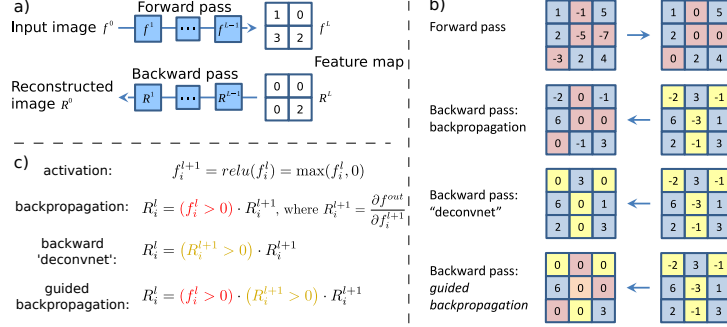 a) Forward pass
Input image f^0 f^1 ... f^{L-1} 1 0 3 2 f^L
Feature map
Backward pass
Reconstructed image R^0 R^1 ... R^{L-1} 0 0 0 2 R^L
b)
Forward pass
1 -1 5 1 0 5
2 -5 -7 2 0 0
-3 2 4 0 2 4
Backward pass: backpropagation
-2 0 -1 -2 3 -1
6 0 0 6 -3 1
0 -1 3 2 -1 3
Backward pass: "deconvnet"
0 3 0 -2 3 -1
6 0 1 6 -3 1
2 0 3 2 -1 3
Backward pass: guided backpropagation
0 0 0 -2 3 -1
6 0 0 6 -3 1
0 0 3 2 -1 3
c)
activation: f_i^{l+1} = relu(f_i^l) = max(f_i^l, 0)
backpropagation: R_i^l = (f_i^l > 0) · R_i^{l+1}, where R_i^{l+1} = ∂f^{out} / ∂f_i^{l+1}
backward 'deconvnet': R_i^l = (R_i^{l+1} > 0) · R_i^{l+1}
guided backpropagation: R_i^l = (f_i^l > 0) · (R_i^{l+1} > 0) · R_i^{l+1}